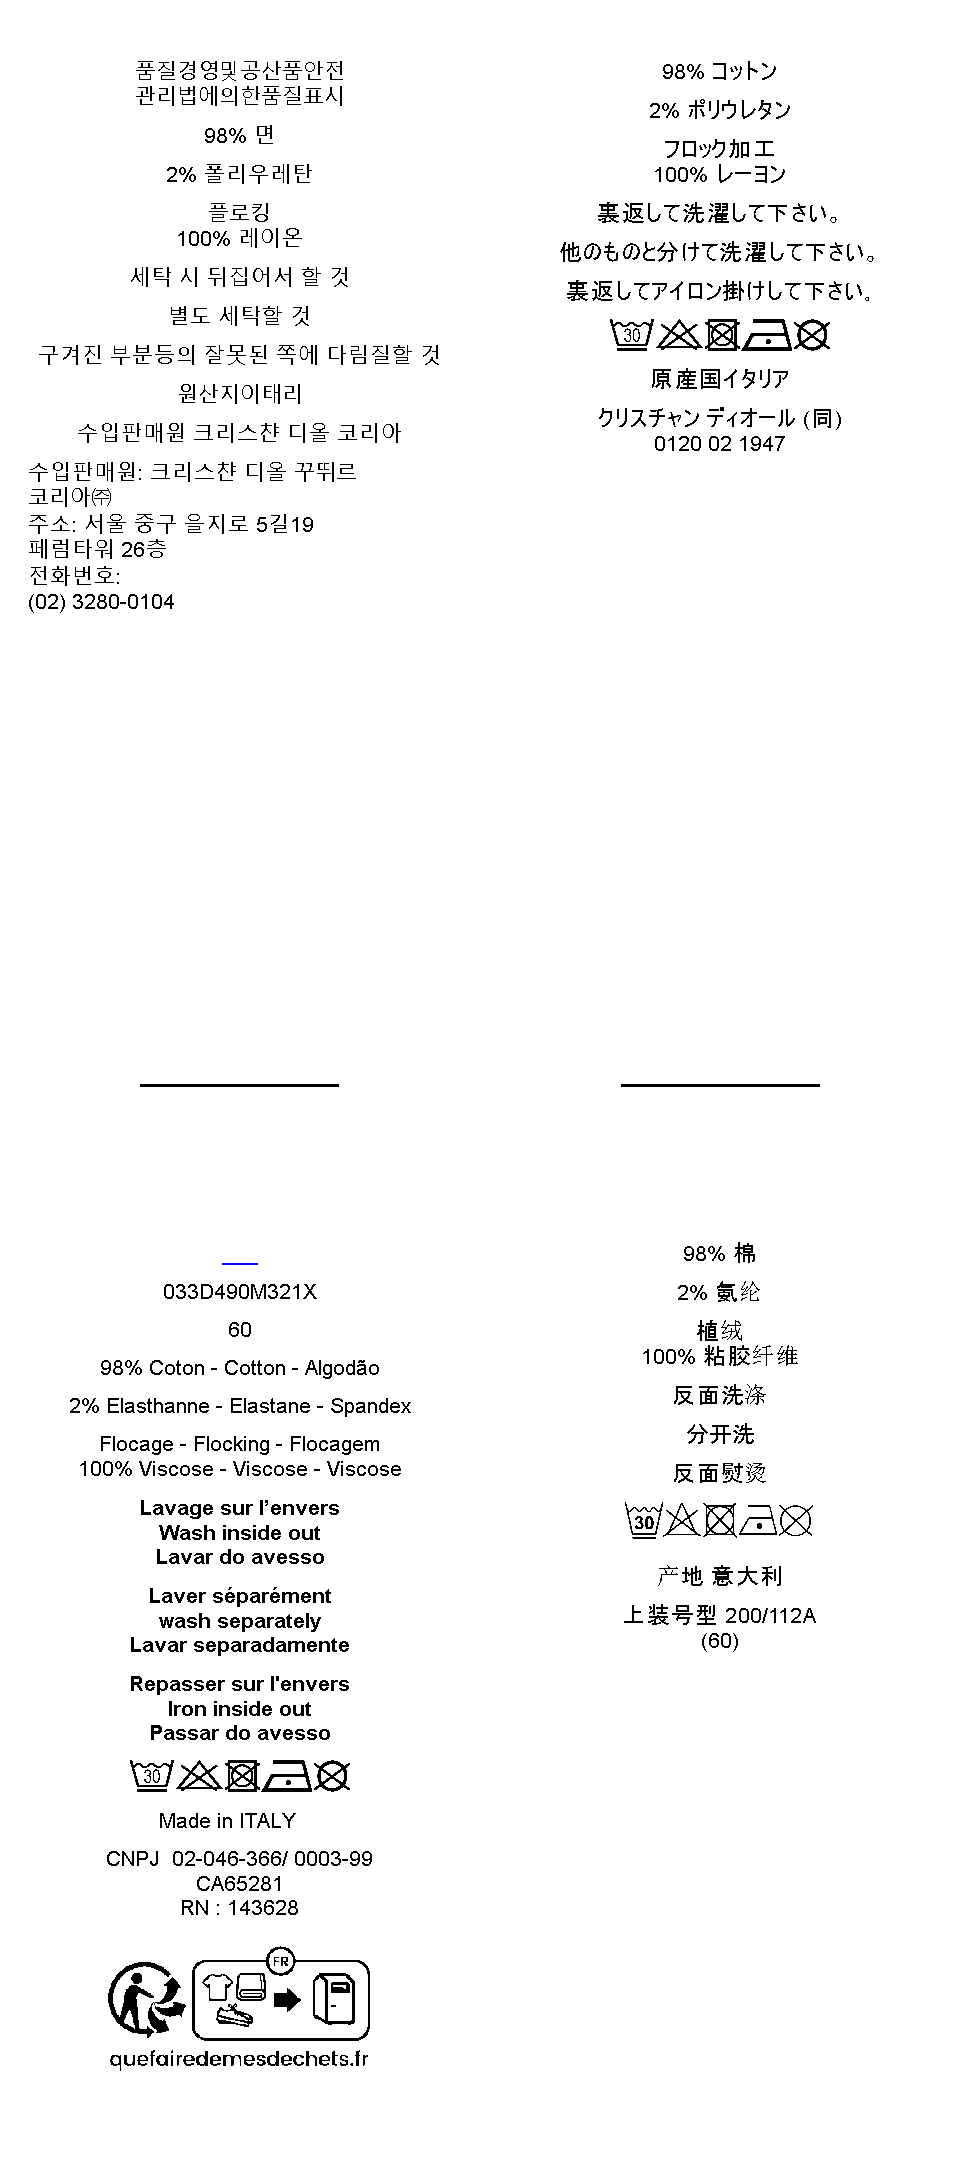 품질경영및공산품안전
관리법에의한품질표시
98% 면
2% 폴리우레탄
플로킹
100% 레이온
세탁 시 뒤집어서 할 것
별도 세탁할 것
구겨진 부분등의 잘못된 쪽에 다림질할 것
원산지이태리
수입판매원 크리스챤 디올 코리아
수입판매원: 크리스챤 디올 꾸뛰르
코리아㈜
주소: 서울 중구 을지로 5길19
페럼타워 26층
전화번호:
(02) 3280-0104
98% コットン
2% ポリウレタン
フロック加工
100% レーヨン
裏返して洗濯して下さい。
他のものと分けて洗濯して下さい。
裏返してアイロン掛けして下さい。
30
原産国イタリア
クリスチャン ディオール (同)
0120 02 1947
033D490M321X
60
98% Coton - Cotton - Algodão
2% Elasthanne - Elastane - Spandex
Flocage - Flocking - Flocagem
100% Viscose - Viscose - Viscose
Lavage sur l’envers
Wash inside out
Lavar do avesso
Laver séparément
wash separately
Lavar separadamente
Repasser sur l'envers
Iron inside out
Passar do avesso
30
Made in ITALY
CNPJ  02-046-366/ 0003-99
CA65281
RN : 143628
FR
quefairedemesdechets.fr
98% 棉
2% 氨纶
植绒
100% 粘胶纤维
反面洗涤
分开洗
反面熨烫
30
产地 意大利
上装号型 200/112A
(60)